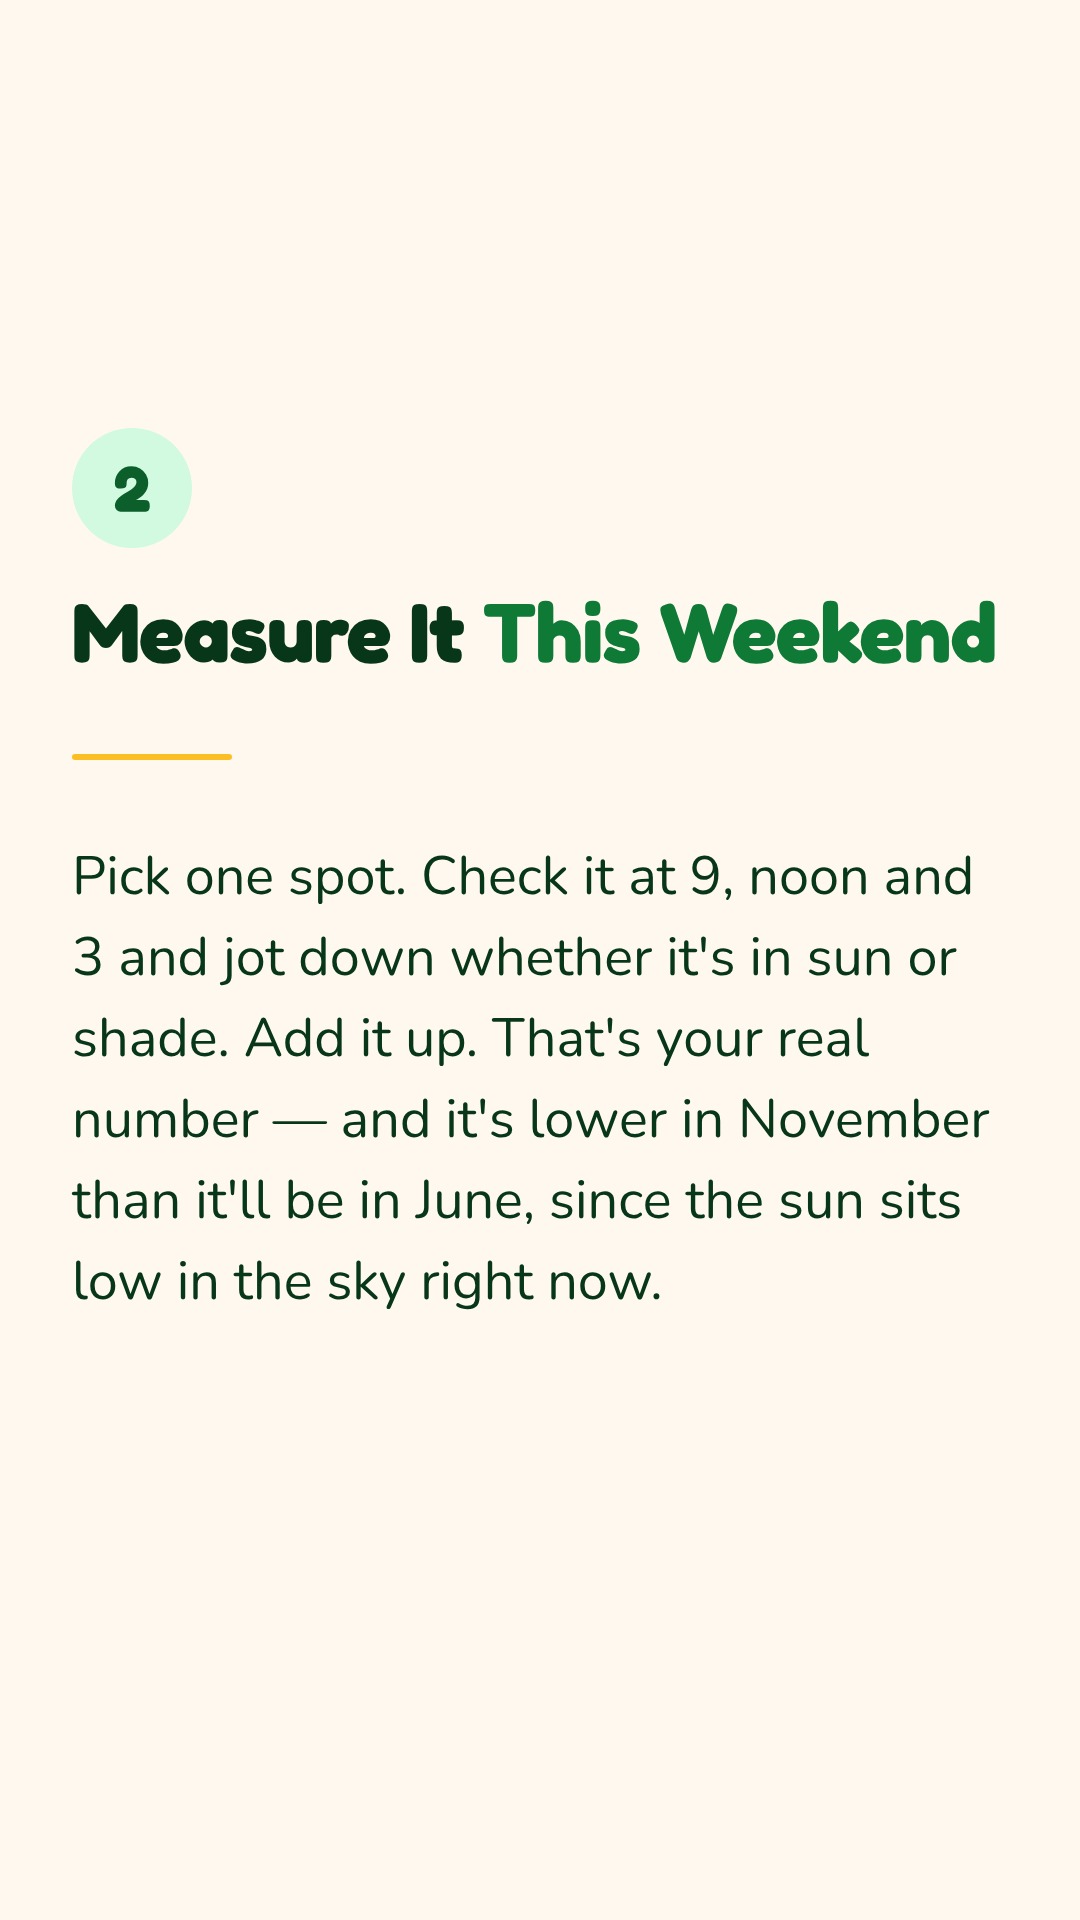 2
Measure It This Weekend
Pick one spot. Check it at 9, noon and
3 and jot down whether it's in sun or
shade. Add it up. That's your real
number — and it's lower in November
than it'll be in June, since the sun sits
low in the sky right now.